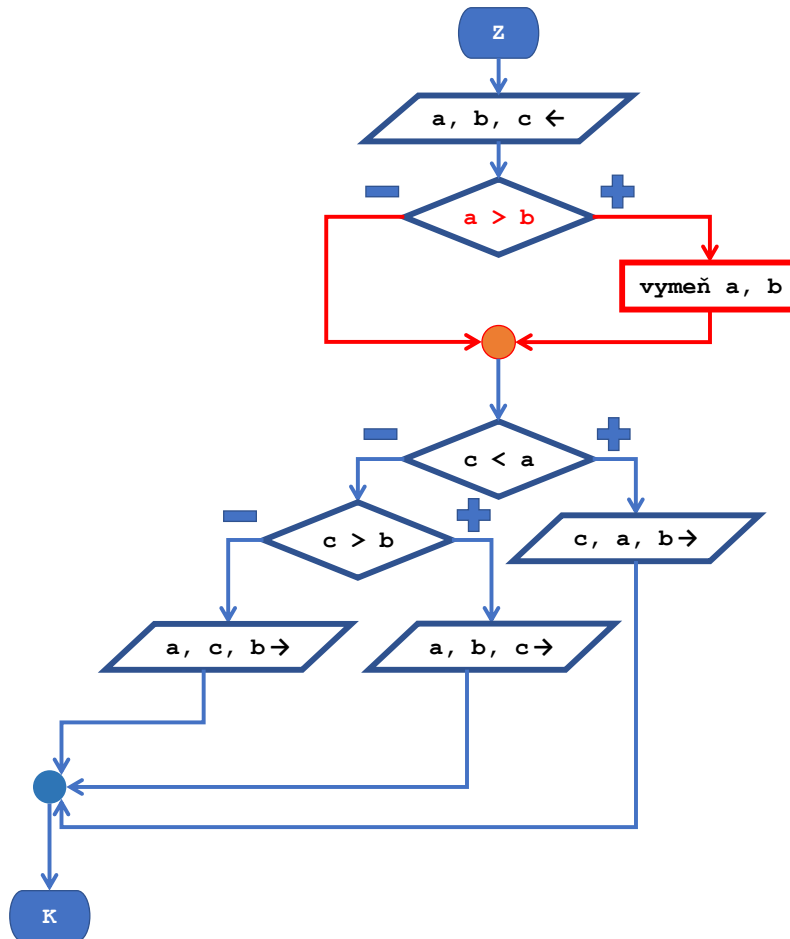 Z
a, b, c ←
a > b
vymeň a, b
c < a
c > b
c, a, b→
a, c, b→
a, b, c→
K